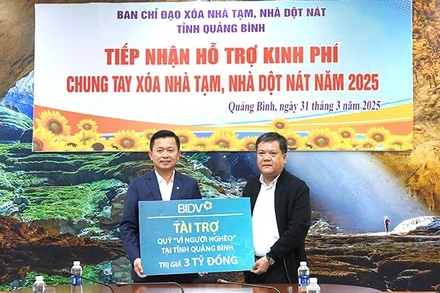 BAN CHỈ ĐẠO XÓA NHÀ TẠM, NHÀ DỘT NÁT
TỈNH QUẢNG BÌNH
TIẾP NHẬN HỖ TRỢ KINH PHÍ
CHUNG TAY XÓA NHÀ TẠM, NHÀ DỘT NÁT NĂM 2025
Quảng Bình, ngày 31 tháng 3 năm 2025
BIDV
TÀI TRỢ
QUỸ "VÌ NGƯỜI NGHÈO"
TẠI TỈNH QUẢNG BÌNH
TRỊ GIÁ 3 TỶ ĐỒNG